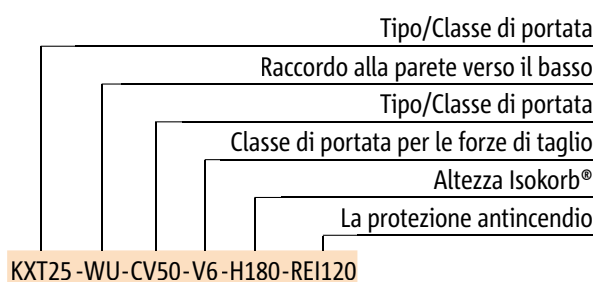 Tipo/Classe di portata
Raccordo alla parete verso il basso
Tipo/Classe di portata
Classe di portata per le forze di taglio
Altezza Isokorb®
La protezione antincendio
KXT25-WU-CV50-V6-H180-REI120